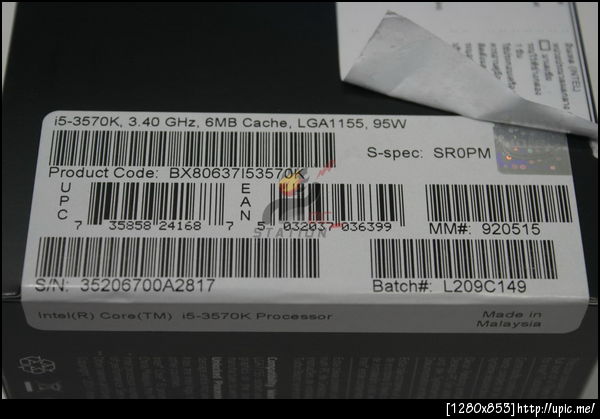 i5-3570K, 3.40 GHz, 6MB Cache, LGA1155, 95W
S-spec: SR0PM
Product Code: BX80637I53570K
UPC
7 35858 24168 7
EAN
5 032037 036399
MM#: 920515
STATION
S/N: 35206700A2817
Batch#: L209C149
Intel(R) Core(TM) i5-3570K Processor
Made in
Malaysia
[1280x853]http://upic.me/